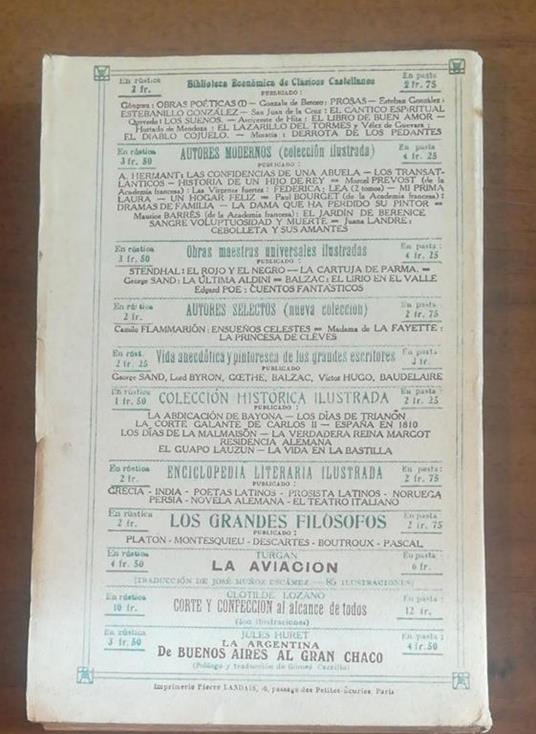 En rústica Biblioteca Económica de Clásicos Castellanos En pasta
2 fr. PUBLICADO : 2 fr. 75
Góngora : OBRAS POÉTICAS (I) — Gonzalo de Berceo : PROSAS — Esteban González :
ESTEBANILLO GONZÁLEZ — San Juan de la Cruz : EL CANTICO ESPIRITUAL
Quevedo : LOS SUEÑOS. — Arcipreste de Hita : EL LIBRO DE BUEN AMOR —
Hurtado de Mendoza : EL LAZARILLO DEL TORMES y Vélez de Guevara :
EL DIABLO COJUELO. — Moratín : DERROTA DE LOS PEDANTES
En rústica AUTORES MODERNOS (colección ilustrada) En pasta
3 fr. 50 PUBLICADO : 4 fr. 25
A. HERMANT : LAS CONFIDENCIAS DE UNA ABUELA — LOS TRANSAT-
LANTICOS — HISTORIA DE UN HIJO DE REY — Marcel PREVOST (de la
Academia francesa) : Las Vírgenes fuertes : FEDERICA ; LEA (2 tomos) — MI PRIMA
LAURA — UN HOGAR FELIZ — Paul BOURGET (de la Academia francesa) :
DRAMAS DE FAMILIA — LA DAMA QUE HA PERDIDO SU PINTOR —
Maurice BARRÈS (de la Academia francesa) : EL JARDIN DE BERENICE
SANGRE VOLUPTUOSIDAD Y MUERTE — Juana LANDRE :
CEBOLLETA Y SUS AMANTES
En rústica Obras maestras universales ilustradas En pasta :
3 fr. 50 PUBLICADO : 4 fr. 25
STENDHAL : EL ROJO Y EL NEGRO — LA CARTUJA DE PARMA. —
George SAND : LA ÚLTIMA ALDINI — BALZAC : EL LIRIO EN EL VALLE
Edgard POE : CUENTOS FANTÁSTICOS
En rústica AUTORES SELECTOS (nueva colección) En pasta :
2 fr. PUBLICADO : 2 fr. 75
Camilo FLAMMARIÓN : ENSUEÑOS CELESTES — Madama de LA FAYETTE :
LA PRINCESA DE CLÈVES
En rúst. Vida anecdótica y pintoresca de los grandes escritores En pasta :
2 fr. 25 PUBLICADO 3 fr.
George SAND, Lord BYRON, GŒTHE, BALZAC, Víctor HUGO, BAUDELAIRE
En rústica COLECCIÓN HISTÓRICA ILUSTRADA En pasta :
1 fr. 50 PUBLICADO : 2 fr. 25
LA ABDICACIÓN DE BAYONA — LOS DÍAS DE TRIANÓN
LA CORTE GALANTE DE CARLOS II — ESPAÑA EN 1810
LOS DÍAS DE LA MALMAISÓN — LA VERDADERA REINA MARGOT
RESIDENCIA ALEMANA
EL GUAPO LAUZUN — LA VIDA EN LA BASTILLA
En rústica ENCICLOPEDIA LITERARIA ILUSTRADA En pasta :
2 fr. PUBLICADO : 2 fr. 75
GRECIA - INDIA - POETAS LATINOS - PROSISTA LATINOS - NORUEGA
PERSIA - NOVELA ALEMANA - EL TEATRO ITALIANO
En rústica LOS GRANDES FILÓSOFOS En pasta
2 fr. PUBLICADO : 2 fr. 75
PLATÓN - MONTESQUIEU - DESCARTES - BOUTROUX - PASCAL
En rústica TURGAN En pasta :
4 fr. 50 LA AVIACION 6 fr.
(TRADUCCIÓN DE JOSÉ MUÑOZ ESCÁMEZ — 86 ILUSTRACIONES)
En rústica CLOTILDE LOZANO En pasta :
10 fr. CORTE Y CONFECCION al alcance de todos 12 fr.
(300 ilustraciones)
En rústica JULES HURET En pasta :
3 fr. 50 LA ARGENTINA 4 fr. 50
De BUENOS AIRES AL GRAN CHACO
(Prólogo y traducción de Gómez Carrillo)
Imprimerie Pierre LANDAIS, passage des Petites-Écuries, Paris